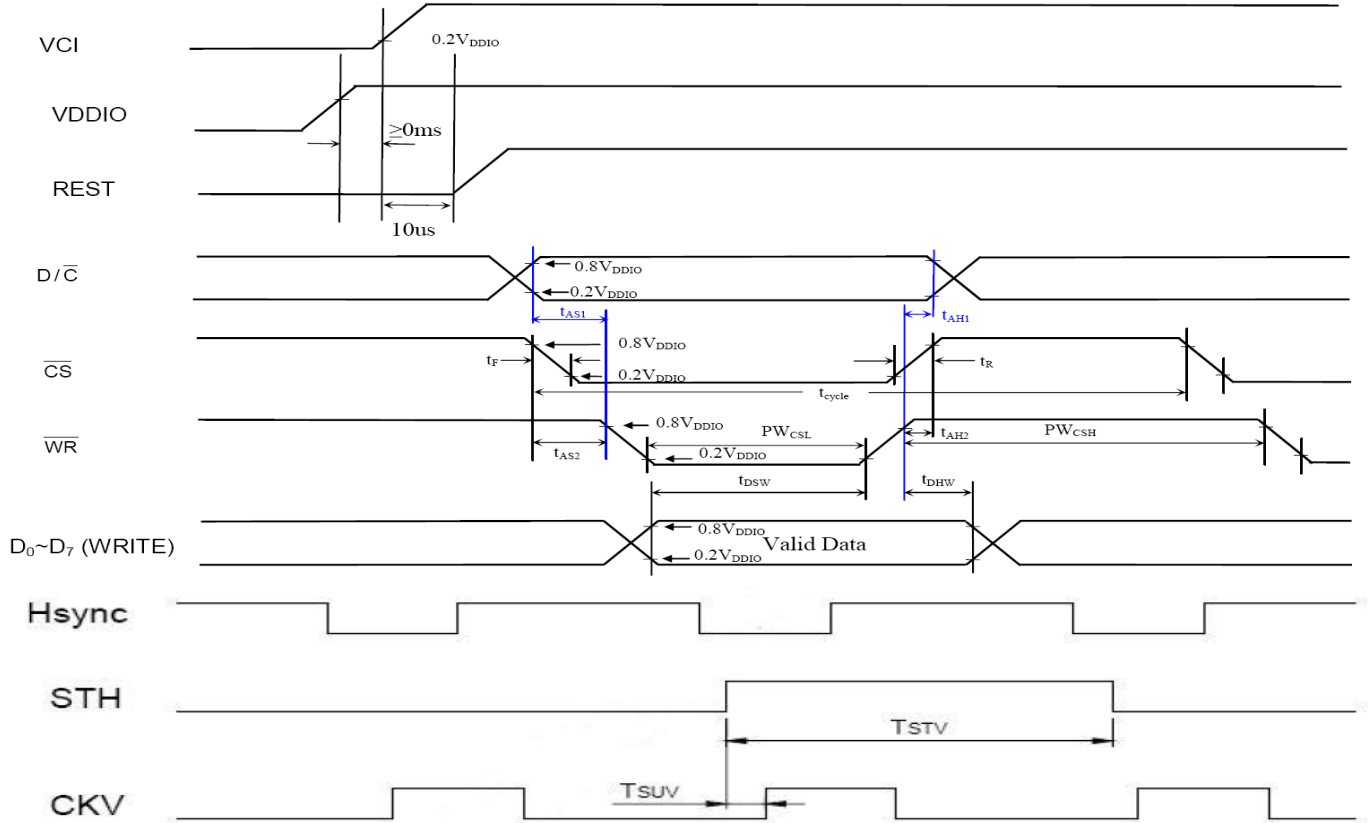 VCI
0.2VDDIO
VDDIO
≥0ms
REST
10us
D/C̅
0.8VDDIO
0.2VDDIO
tAS1
tAH1
C̅S̅
tF
0.8VDDIO
0.2VDDIO
tR
tcycle
W̅R̅
0.8VDDIO
PWCSL
tAH2
PWCSH
tAS2
0.2VDDIO
tDSW
tDHW
D0~D7 (WRITE)
0.8VDDIO
0.2VDDIO
Valid Data
Hsync
STH
TSTV
TSUV
CKV